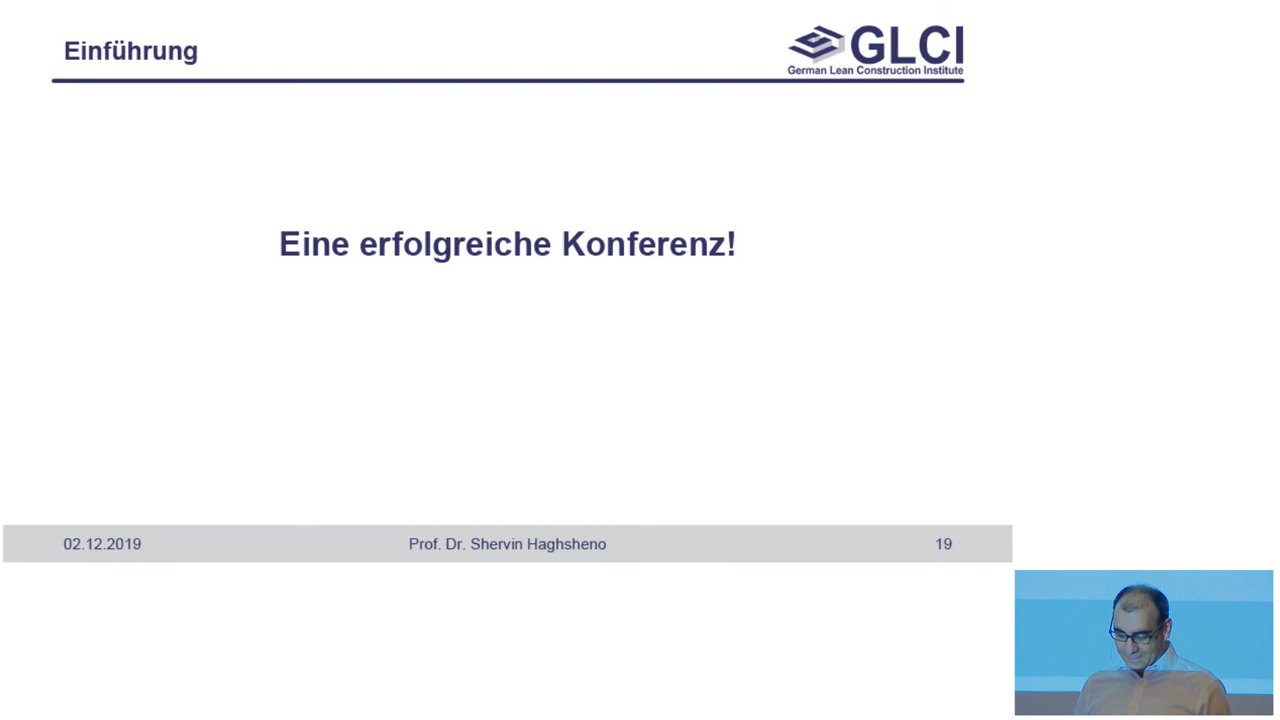 Einführung
GLCI
German Lean Construction Institute
Eine erfolgreiche Konferenz!
02.12.2019
Prof. Dr. Shervin Haghsheno
19